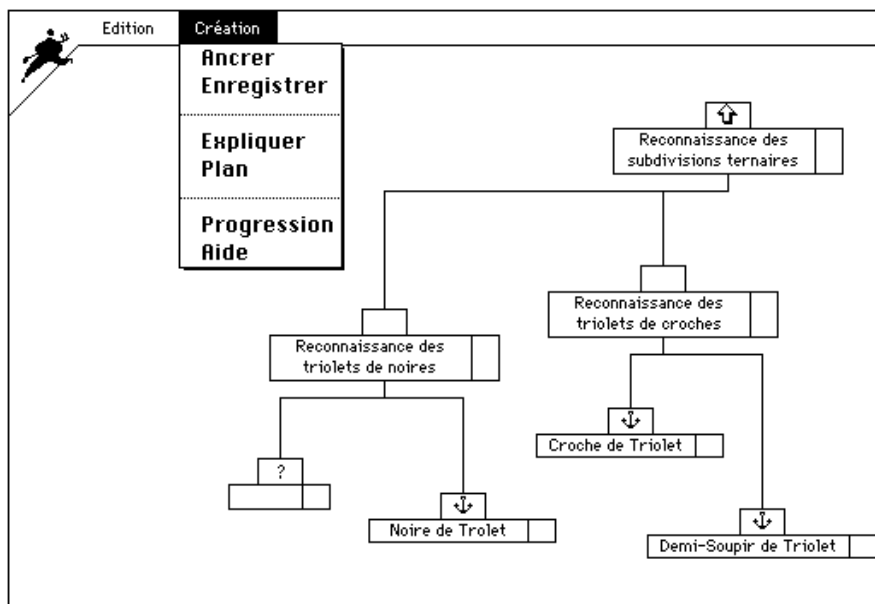 Edition Création
Ancrer
Enregistrer
Expliquer
Plan
Progression
Aide
Reconnaissance des
subdivisions ternaires
Reconnaissance des
triolets de croches
Reconnaissance des
triolets de noires
Croche de Triolet
?
Noire de Trolet
Demi-Soupir de Triolet